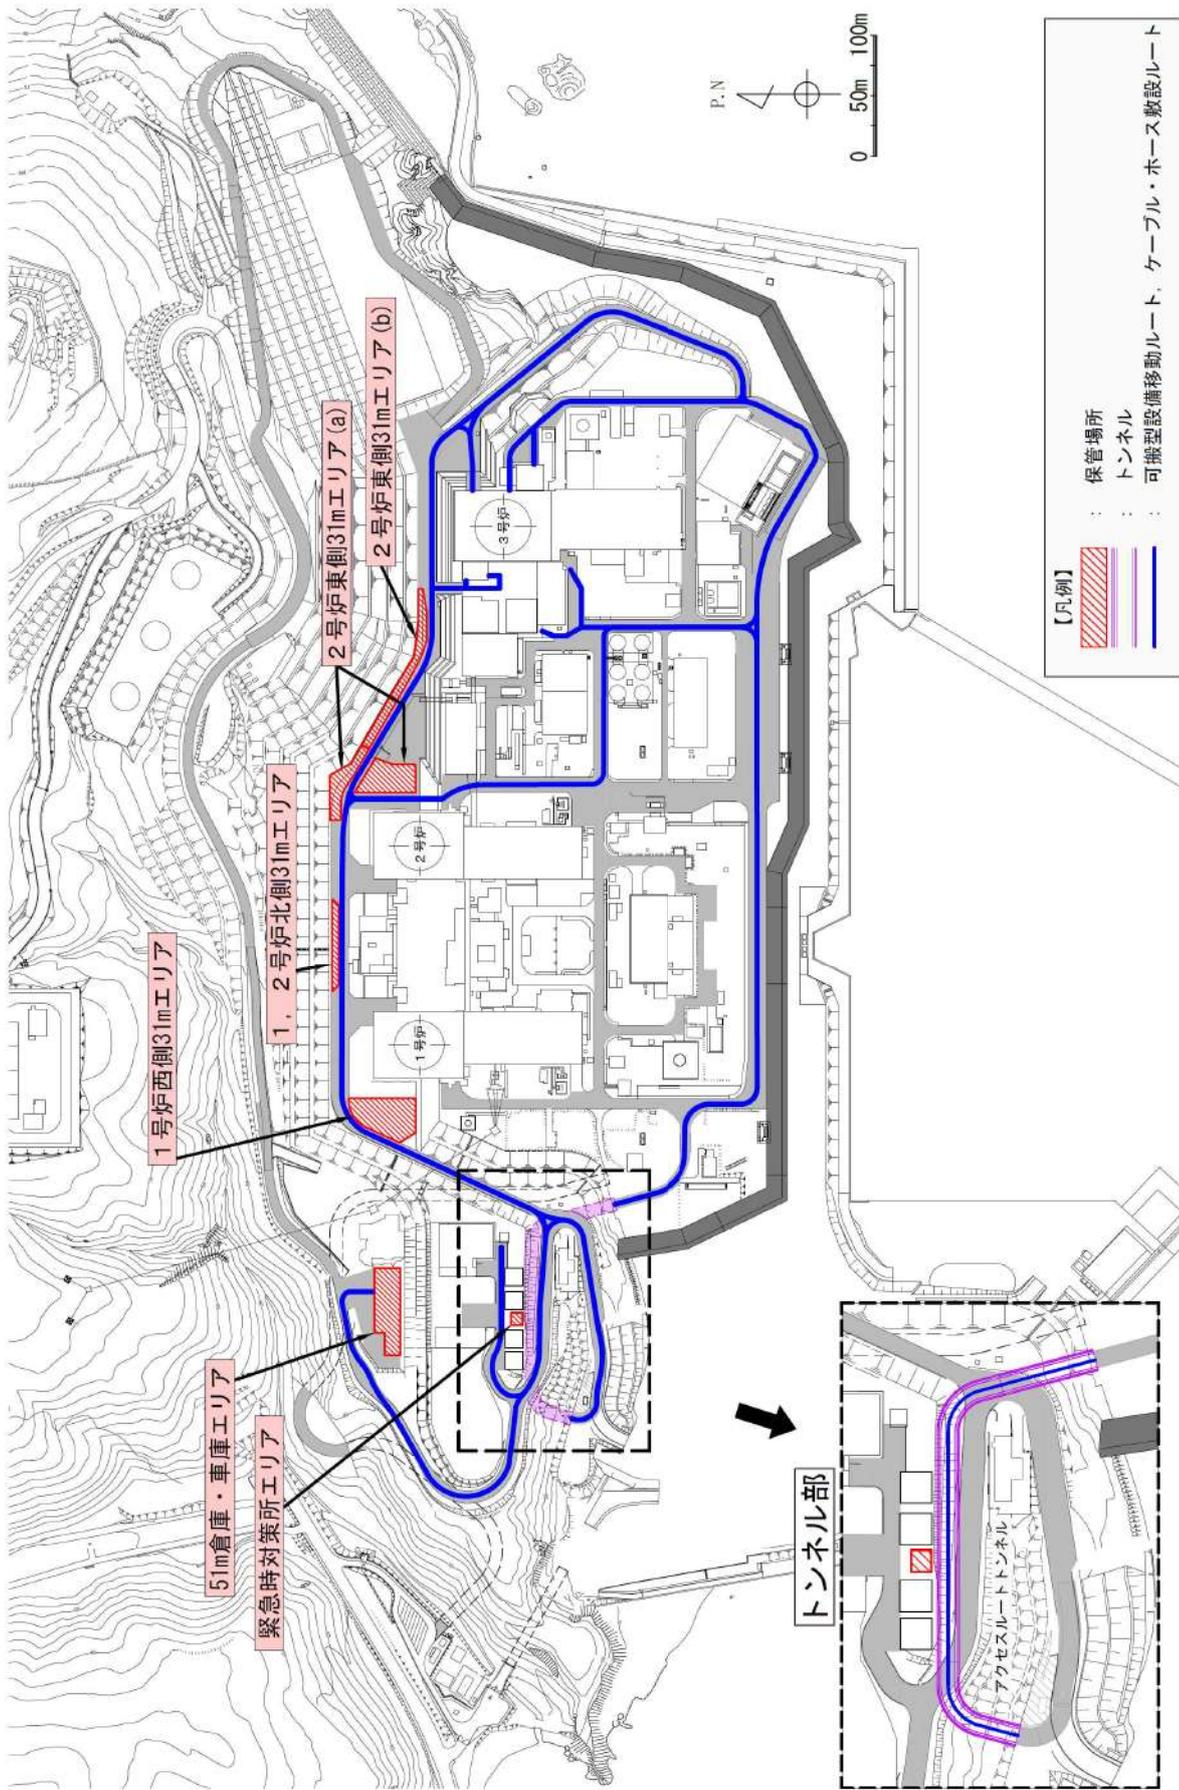 51m倉庫・車庫エリア
緊急時対策所エリア
1号炉西側31mエリア
1, 2号炉北側31mエリア
2号炉東側31mエリア(a)
2号炉東側31mエリア(b)
1号炉
2号炉
3号炉
P.N
0 50m 100m
トンネル部
アクセスルートトンネル
【凡例】
: 保管場所
: トンネル
: 可搬型設備移動ルート, ケーブル・ホース敷設ルート